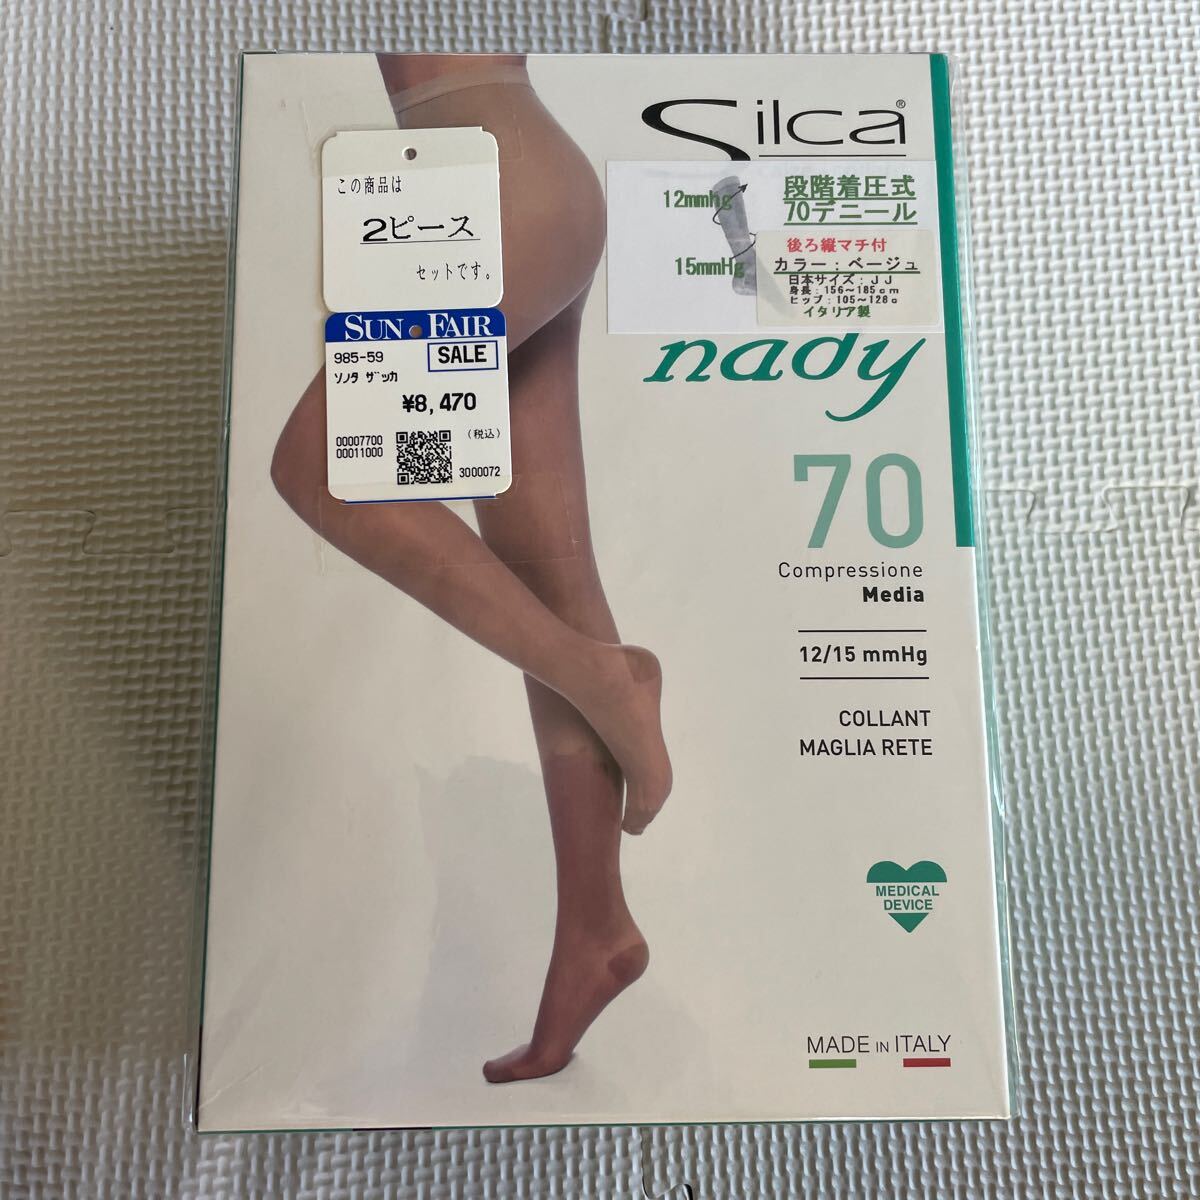 Silca®
この商品は
2ピース
セットです。
SUN FAIR
985-59
SALE
ソノタ ザッカ
¥8,470
(税込)
00007700
00011000
3000072
12mmhg
15mmHg
段階着圧式
70デニール
後ろ縦マチ付
カラー:ベージュ
日本サイズ:JJ
身長:156~185cm
ヒップ:105~128c
イタリア製
nady
70
Compressione
Media
12/15 mmHg
COLLANT
MAGLIA RETE
MEDICAL
DEVICE
MADE IN ITALY